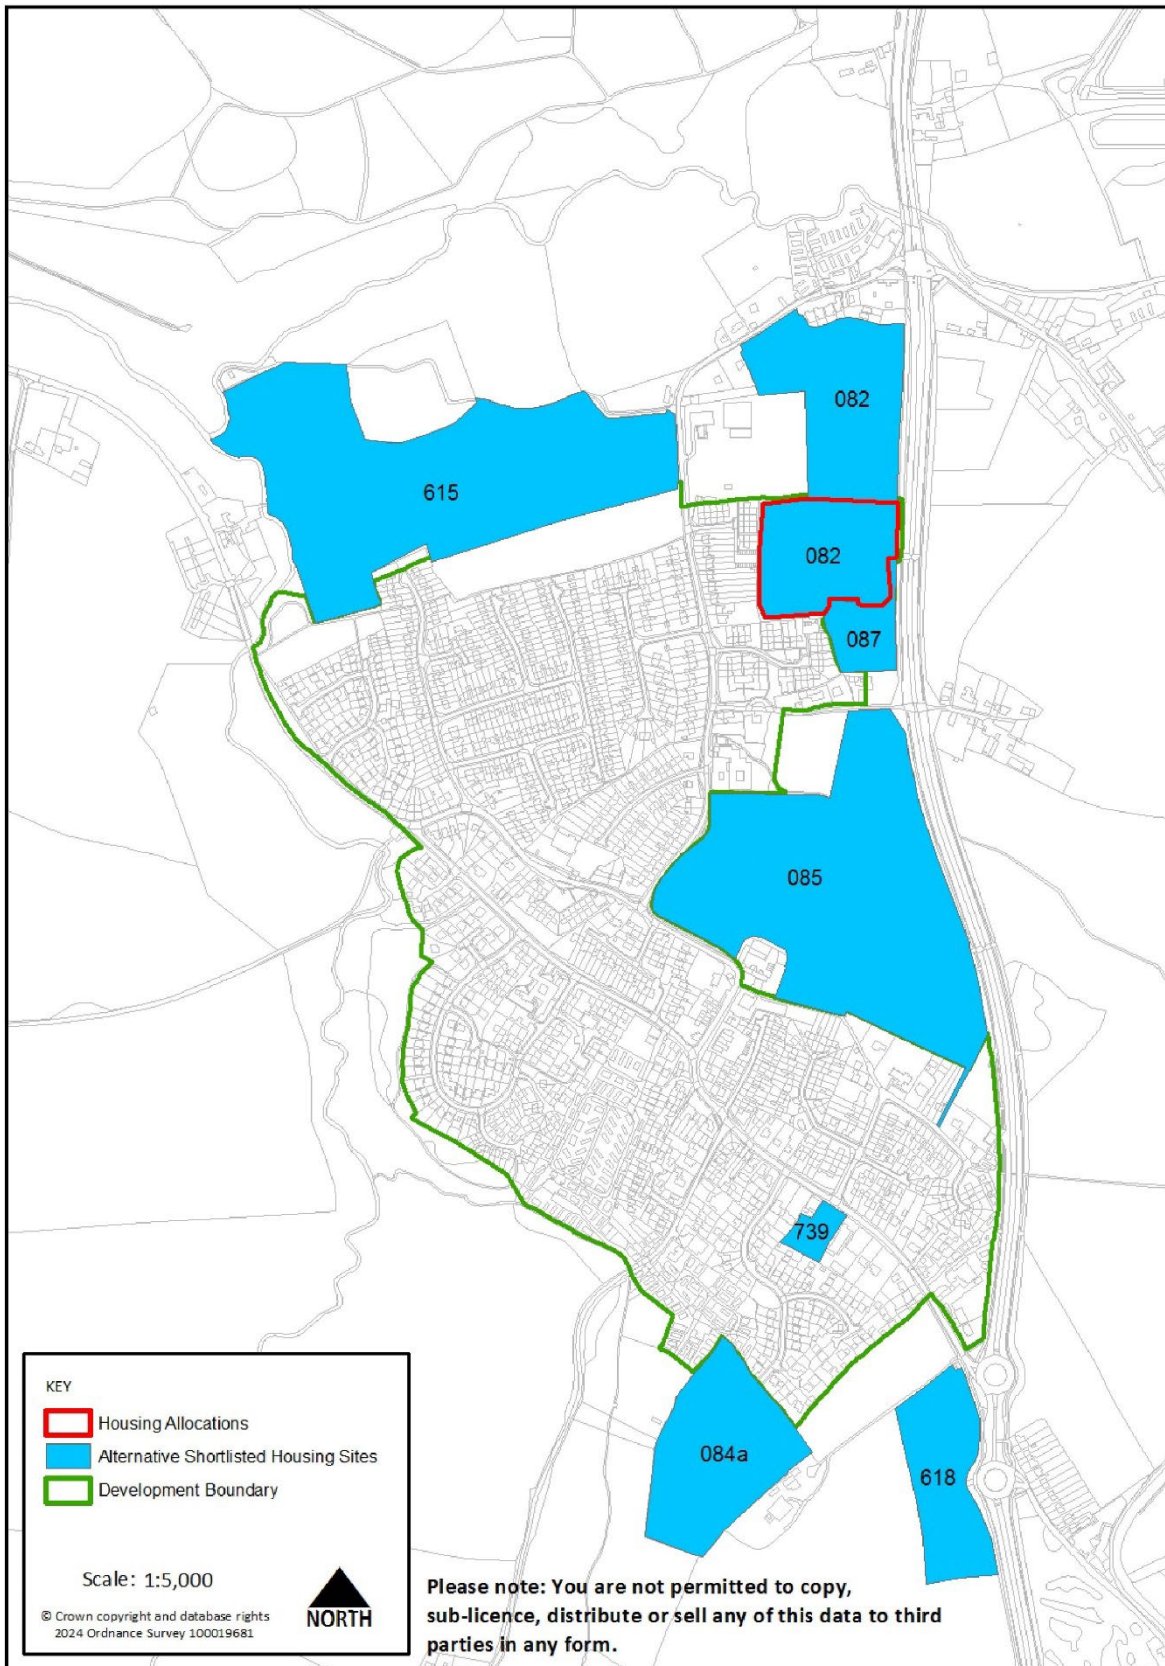 082
615
082
087
085
739
084a
618
KEY
Housing Allocations
Alternative Shortlisted Housing Sites
Development Boundary
Scale: 1:5,000
© Crown copyright and database rights
2024 Ordnance Survey 100019681
NORTH
Please note: You are not permitted to copy,
sub-licence, distribute or sell any of this data to third
parties in any form.